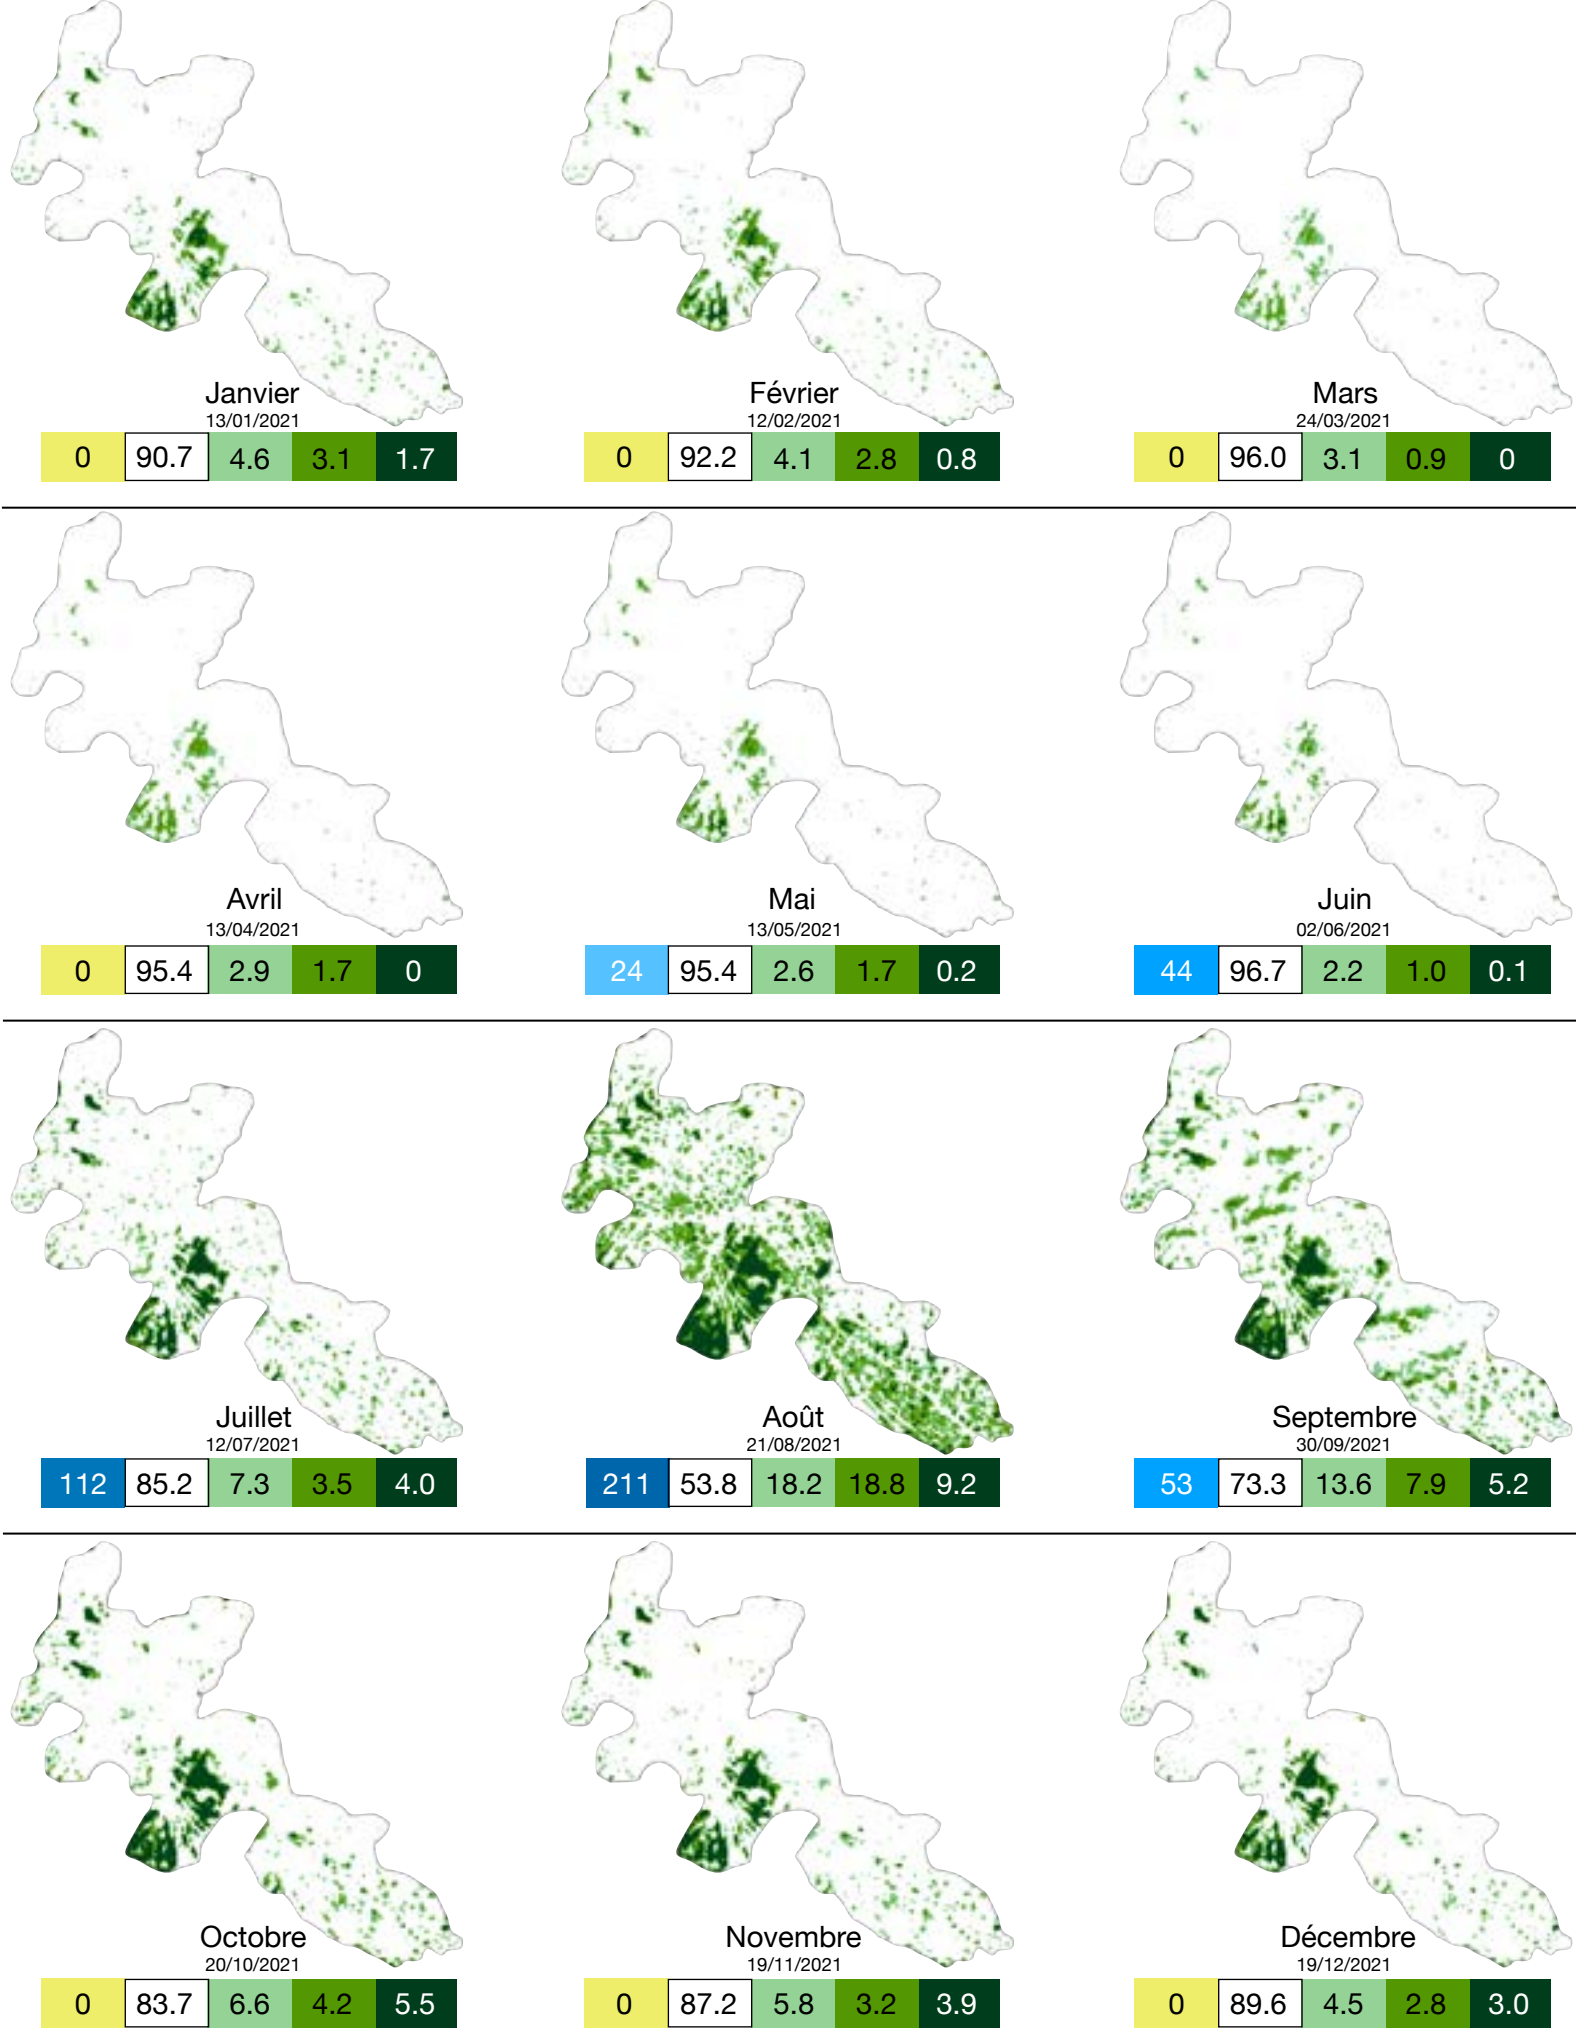 Janvier
13/01/2021
0 90.7 4.6 3.1 1.7
Février
12/02/2021
0 92.2 4.1 2.8 0.8
Mars
24/03/2021
0 96.0 3.1 0.9 0
Avril
13/04/2021
0 95.4 2.9 1.7 0
Mai
13/05/2021
24 95.4 2.6 1.7 0.2
Juin
02/06/2021
44 96.7 2.2 1.0 0.1
Juillet
12/07/2021
112 85.2 7.3 3.5 4.0
Août
21/08/2021
211 53.8 18.2 18.8 9.2
Septembre
30/09/2021
53 73.3 13.6 7.9 5.2
Octobre
20/10/2021
0 83.7 6.6 4.2 5.5
Novembre
19/11/2021
0 87.2 5.8 3.2 3.9
Décembre
19/12/2021
0 89.6 4.5 2.8 3.0